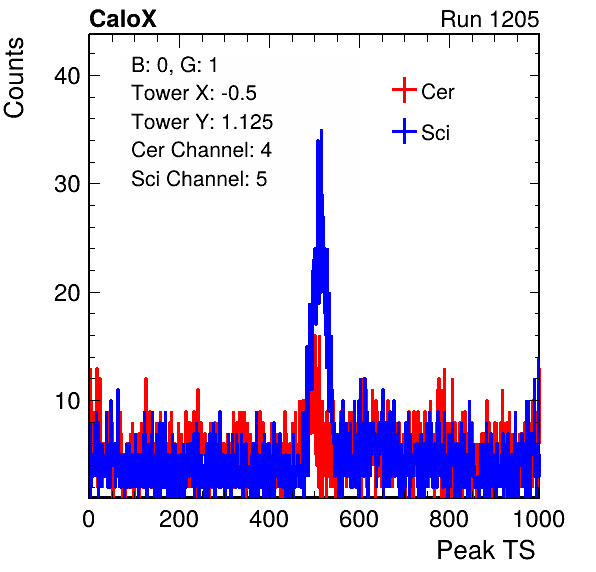 CaloX
Run 1205
Counts
B: 0, G: 1
Tower X: -0.5
Tower Y: 1.125
Cer Channel: 4
Sci Channel: 5
Cer
Sci
40
30
20
10
0 200 400 600 800 1000
Peak TS